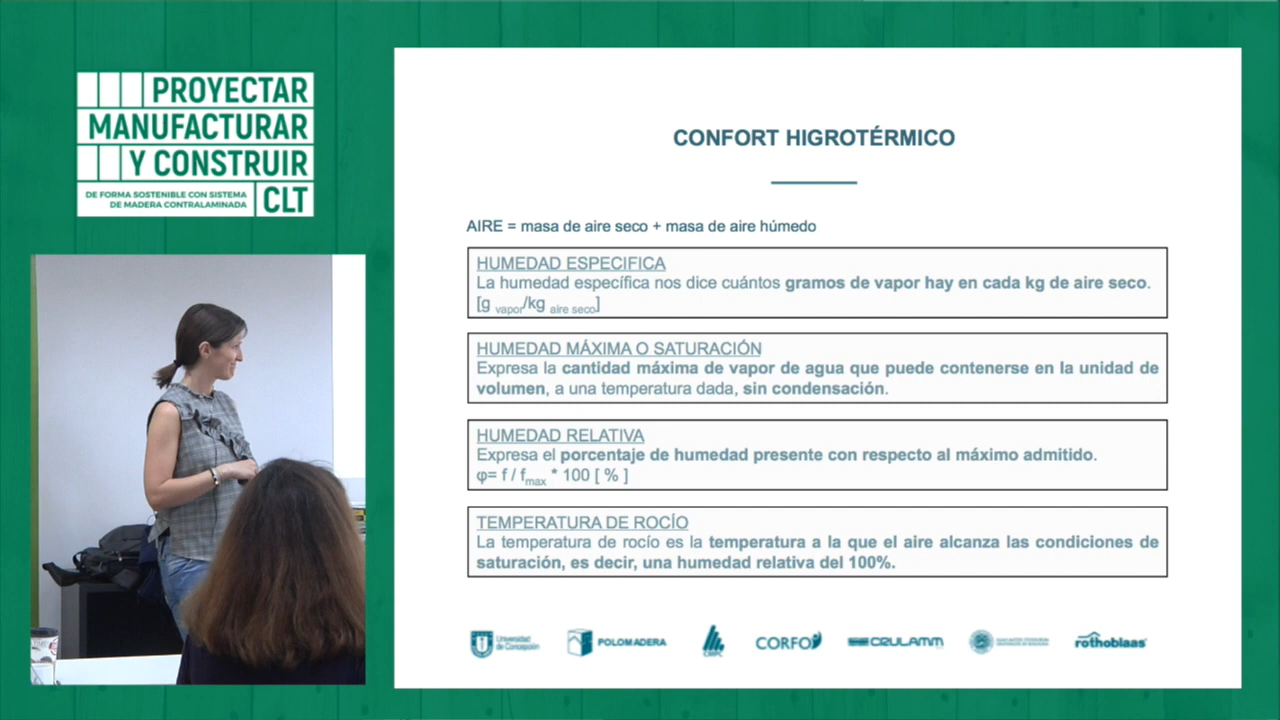 PROYECTAR
MANUFACTURAR
Y CONSTRUIR
DE FORMA SOSTENIBLE CON SISTEMA
DE MADERA CONTRALAMINADA
CLT
CONFORT HIGROTÉRMICO
AIRE = masa de aire seco + masa de aire húmedo
HUMEDAD ESPECIFICA
La humedad específica nos dice cuántos gramos de vapor hay en cada kg de aire seco.
[g vapor/kg aire seco]
HUMEDAD MÁXIMA O SATURACIÓN
Expresa la cantidad máxima de vapor de agua que puede contenerse en la unidad de
volumen, a una temperatura dada, sin condensación.
HUMEDAD RELATIVA
Expresa el porcentaje de humedad presente con respecto al máximo admitido.
φ= f / fmax * 100 [ % ]
TEMPERATURA DE ROCÍO
La temperatura de rocío es la temperatura a la que el aire alcanza las condiciones de
saturación, es decir, una humedad relativa del 100%.
Universidad
de Concepción
POLOMADERA
CORFO
CRULAMM
rothoblaas